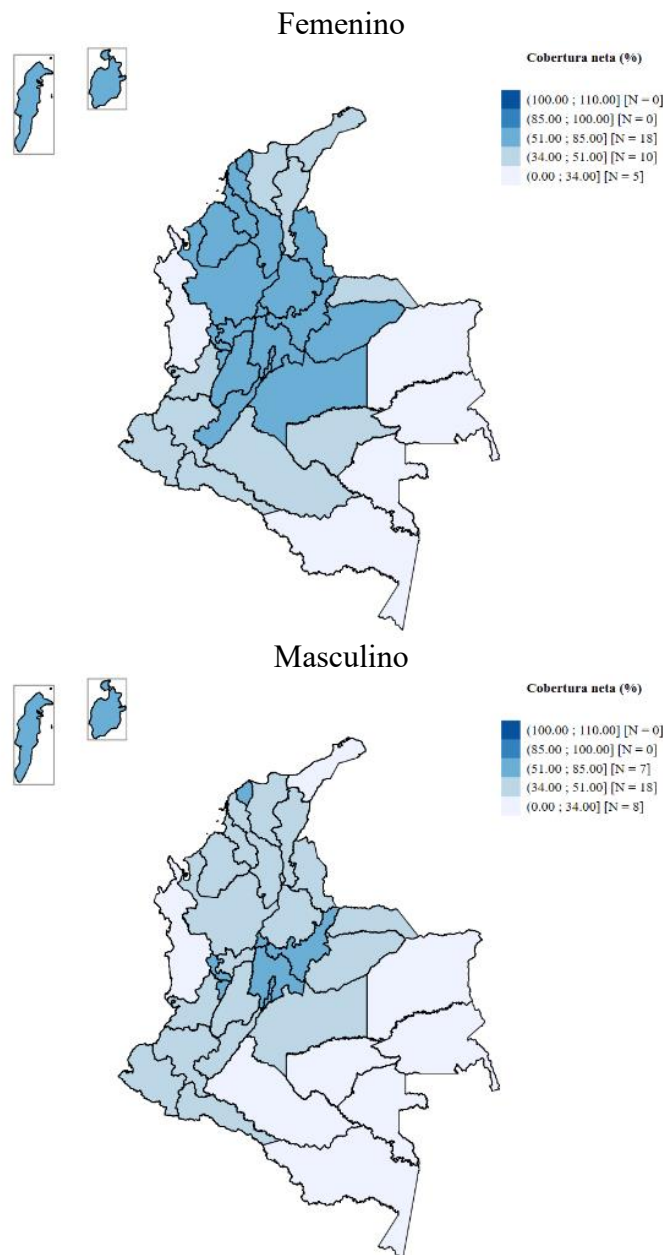 Femenino
Cobertura neta (%)
(100.00 ; 110.00] [N = 0]
(85.00 ; 100.00] [N = 0]
(51.00 ; 85.00] [N = 18]
(34.00 ; 51.00] [N = 10]
(0.00 ; 34.00] [N = 5]
Masculino
Cobertura neta (%)
(100.00 ; 110.00] [N = 0]
(85.00 ; 100.00] [N = 0]
(51.00 ; 85.00] [N = 7]
(34.00 ; 51.00] [N = 18]
(0.00 ; 34.00] [N = 8]